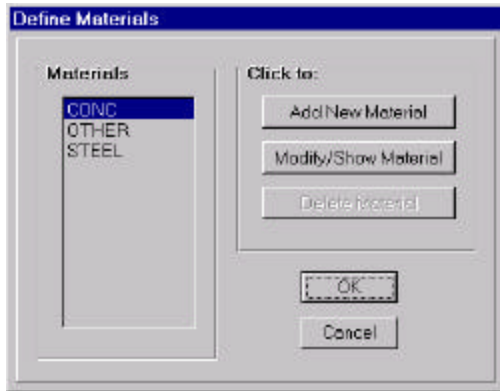 Define Materials
Materials
CONC
OTHER
STEEL
Click to:
Add New Material
Modify/Show Material
Delete Material
OK
Cancel